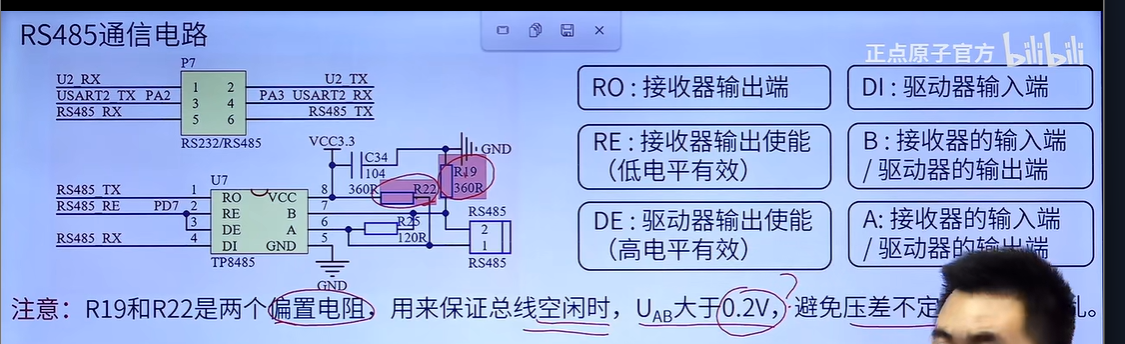 RS485通信电路
正点原子官方 bilibili
P7
U2_RX
U2_TX
1 2
USART2_TX PA2
PA3 USART2_RX
3 4
RS485_RX
RS485_TX
5 6
RS232/RS485
RO : 接收器输出端
DI : 驱动器输入端
RE : 接收器输出使能
（低电平有效）
B : 接收器的输入端
/ 驱动器的输出端
DE : 驱动器输出使能
（高电平有效）
A: 接收器的输入端
/ 驱动器的输出端
VCC3.3
GND
C34
104
R19
360R
360R
R22
U7
RS485_TX
1
RO VCC
8
RS485_RE
PD7
2
RE B
7
3
DE A
6
RS485_RX
4
DI GND
5
TP8485
R25
120R
RS485
2
1
RS485
GND
注意：R19和R22是两个偏置电阻，用来保证总线空闲时，UAB大于0.2V，避免压差不定
乱。
?